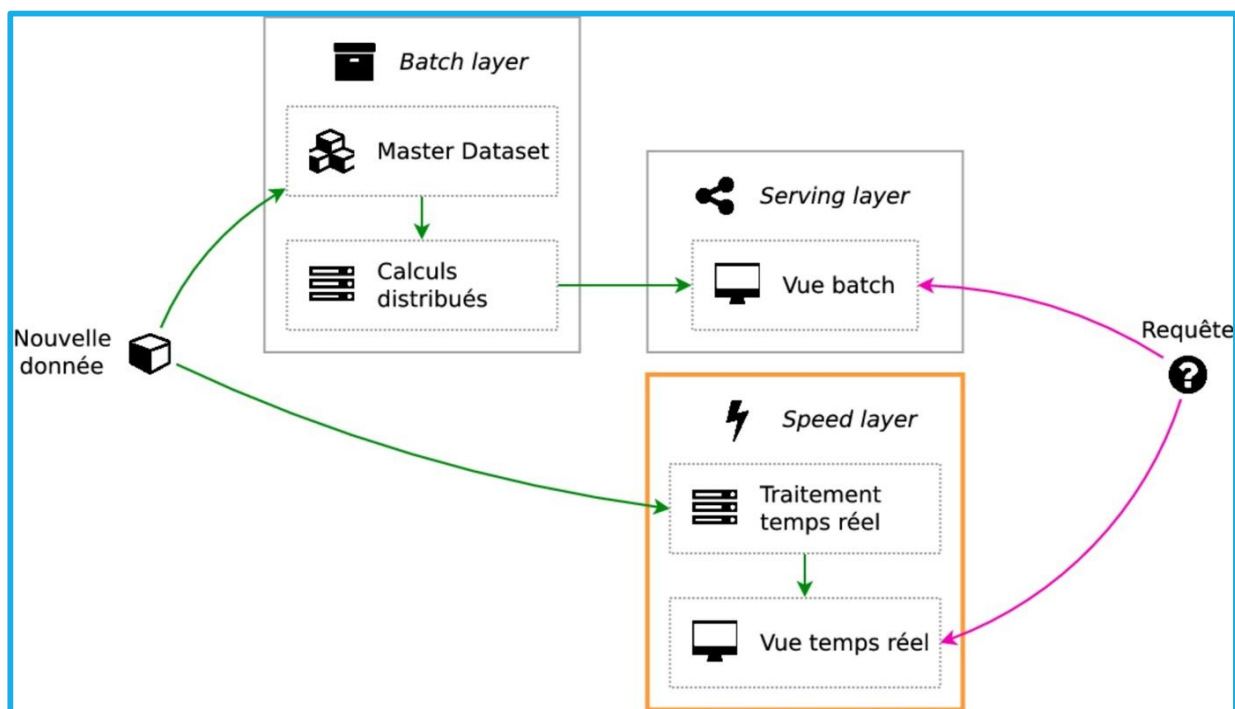 Batch layer
Master Dataset
Calculs
distribués
Serving layer
Vue batch
Nouvelle
donnée
Requête
?
Speed layer
Traitement
temps réel
Vue temps réel